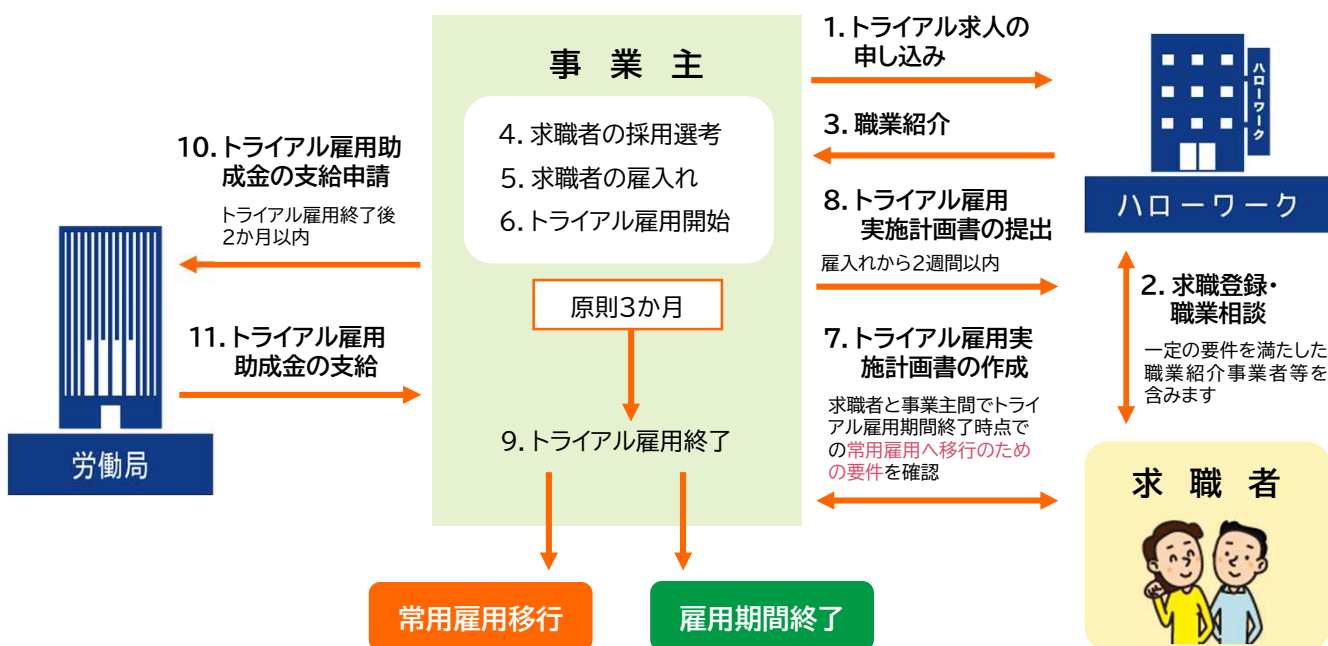 事業主
4. 求職者の採用選考
5. 求職者の雇入れ
6. トライアル雇用開始
原則3か月
9. トライアル雇用終了
常用雇用移行
雇用期間終了
1. トライアル求人の
申し込み
3. 職業紹介
8. トライアル雇用
実施計画書の提出
雇入れから2週間以内
7. トライアル雇用実
施計画書の作成
求職者と事業主間でトライ
アル雇用期間終了時点で
の常用雇用へ移行のため
の要件を確認
ハローワーク
ハローワーク
2. 求職登録・
職業相談
一定の要件を満たした
職業紹介事業者等を
含みます
求職者
10. トライアル雇用助
成金の支給申請
トライアル雇用終了後
2か月以内
11. トライアル雇用
助成金の支給
労働局